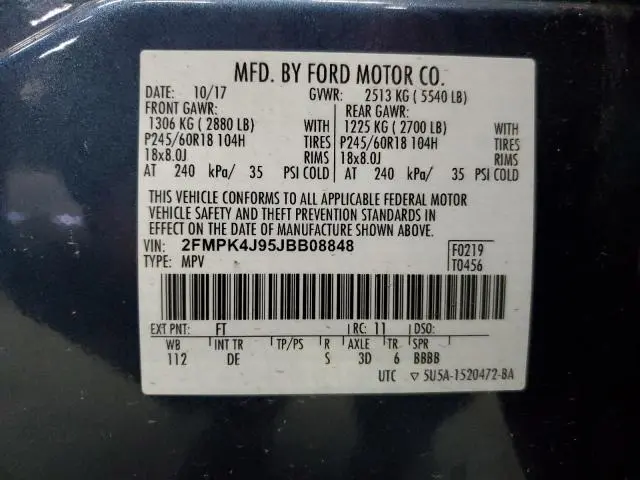 MFD. BY FORD MOTOR CO.
DATE: 10/17 GVWR: 2513 KG ( 5540 LB)
FRONT GAWR: REAR GAWR:
1306 KG ( 2880 LB) WITH 1225 KG ( 2700 LB) WITH
P245/60R18 104H TIRES P245/60R18 104H TIRES
18x8.0J RIMS 18x8.0J RIMS
AT 240 kPa/ 35 PSI COLD AT 240 kPa/ 35 PSI COLD
THIS VEHICLE CONFORMS TO ALL APPLICABLE FEDERAL MOTOR
VEHICLE SAFETY AND THEFT PREVENTION STANDARDS IN
EFFECT ON THE DATE OF MANUFACTURE SHOWN ABOVE.
VIN: 2FMPK4J95JBB08848 F0219
TYPE: MPV T0456
EXT PNT: FT RC: 11 DSO:
WB INT TR TP/PS R AXLE TR SPR
112 DE S 3D 6 BBBB
UTC ▽ 5U5A-1520472-BA